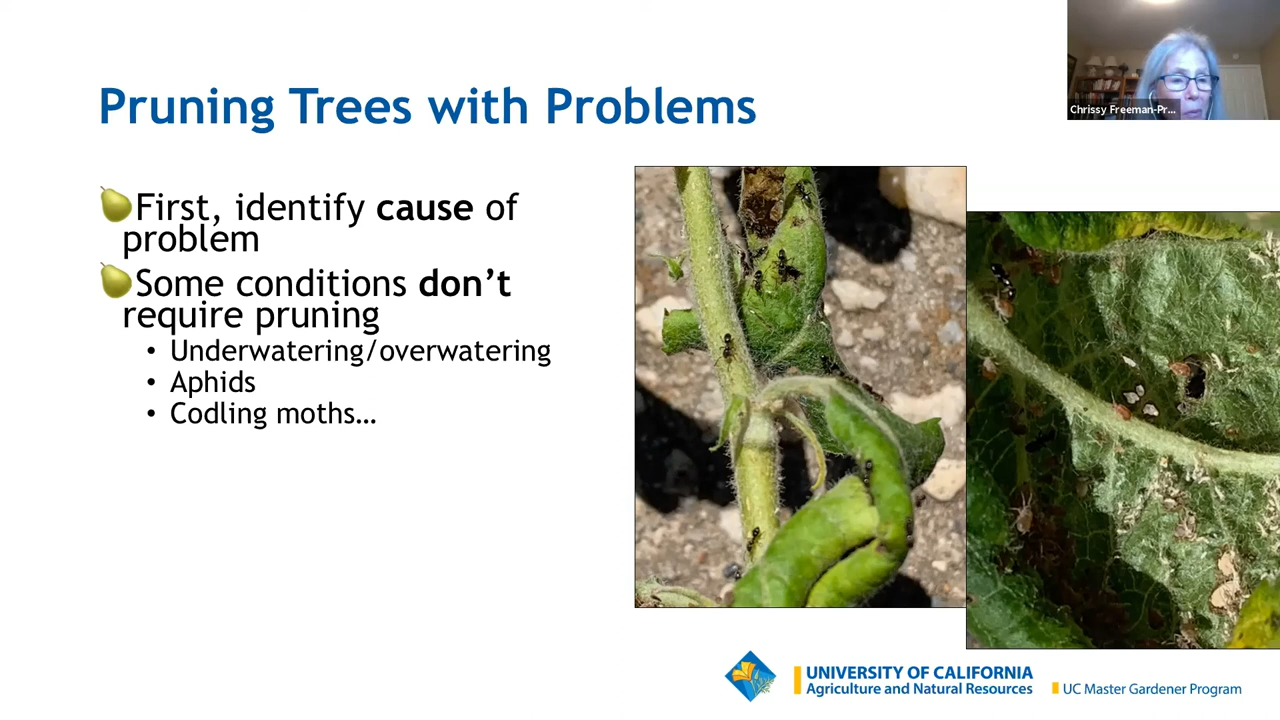 Pruning Trees with Problems
Chrissy Freeman-Pr...
First, identify cause of
problem
Some conditions don't
require pruning
• Underwatering/overwatering
• Aphids
• Codling moths...
UNIVERSITY OF CALIFORNIA
Agriculture and Natural Resources
UC Master Gardener Program